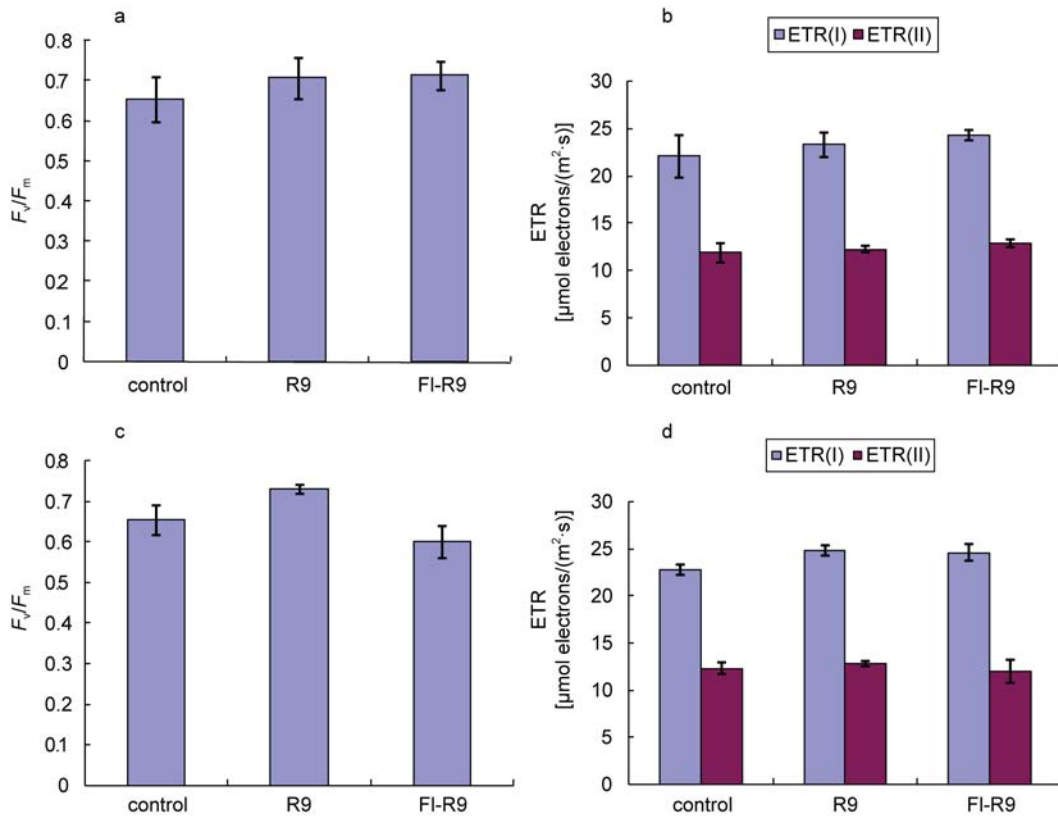 a
0.8
0.7
0.6
0.5
0.4
0.3
0.2
0.1
0
Fv/Fm
control R9 Fl-R9
b
ETR(I) ETR(II)
30
25
20
15
10
5
0
ETR
[µmol electrons/(m²·s)]
control R9 Fl-R9
c
0.8
0.7
0.6
0.5
0.4
0.3
0.2
0.1
0
Fv/Fm
control R9 Fl-R9
d
ETR(I) ETR(II)
30
25
20
15
10
5
0
ETR
[µmol electrons/(m²·s)]
control R9 Fl-R9